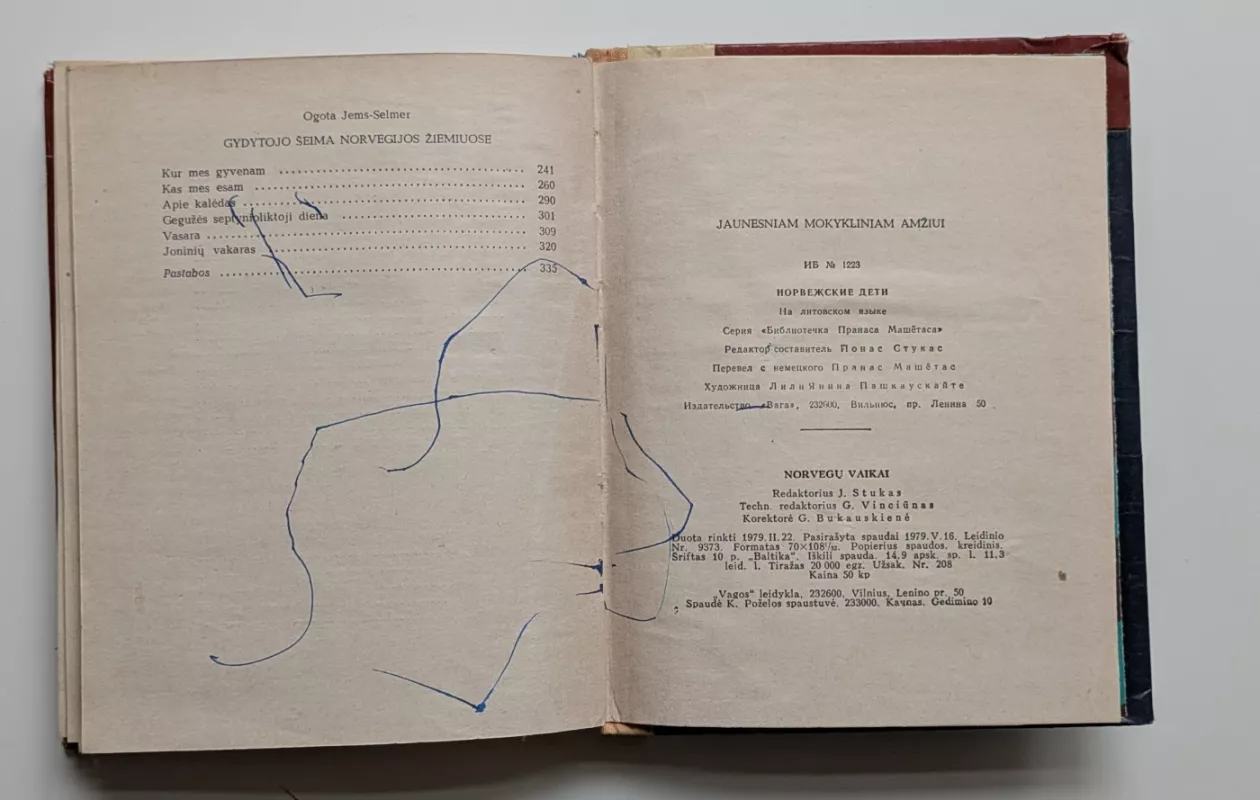 Ogota Jems-Selmer
GYDYTOJO ŠEIMA NORVEGIJOS ŽIEMIUOSE
Kur mes gyvenam 241
Kas mes esam 260
Apie kalėdas 290
Gegužės septynioliktoji diena 301
Vasara 309
Joninių vakaras 320
Pastabos 335
JAUNESNIAM MOKYKLINIAM AMŽIUI
ИБ № 1223
НОРВЕЖСКИЕ ДЕТИ
На литовском языке
Серия «Библиотечка Пранаса Машётаса»
Редактор составитель Йонас Стукас
Перевел с немецкого Пранас Машётас
Художница Лили Янина Пашкаускайте
Издательство «Вага», 232600, Вильнюс, пр. Ленина 50
NORVEGŲ VAIKAI
Redaktorius J. Stukas
Techn. redaktorius G. Vinciūnas
Korektorė G. Bukauskienė
Duota rinkti 1979.II.22. Pasirašyta spaudai 1979.V.16. Leidinio
Nr. 9373. Formatas 70×108¹/₃₂. Popierius spaudos, kreidinis.
Šriftas 10 p. „Baltika“. Iškili spauda. 14,9 apsk. sp. l. 11,3
leid. l. Tiražas 20 000 egz. Užsak. Nr. 208
Kaina 50 kp
„Vagos“ leidykla, 232600, Vilnius, Lenino pr. 50
Spaudė K. Poželos spaustuvė, 233000, Kaunas, Gedimino 10